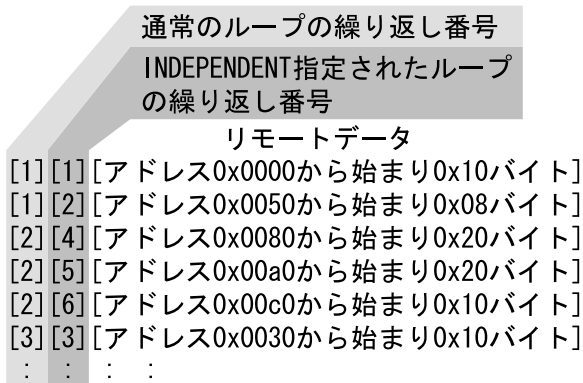 通常のループの繰り返し番号
INDEPENDENT指定されたループ
の繰り返し番号
リモートデータ
[1][1][アドレス0x0000から始まり0x10バイト]
[1][2][アドレス0x0050から始まり0x08バイト]
[2][4][アドレス0x0080から始まり0x20バイト]
[2][5][アドレス0x00a0から始まり0x20バイト]
[2][6][アドレス0x00c0から始まり0x10バイト]
[3][3][アドレス0x0030から始まり0x10バイト]
: : : :